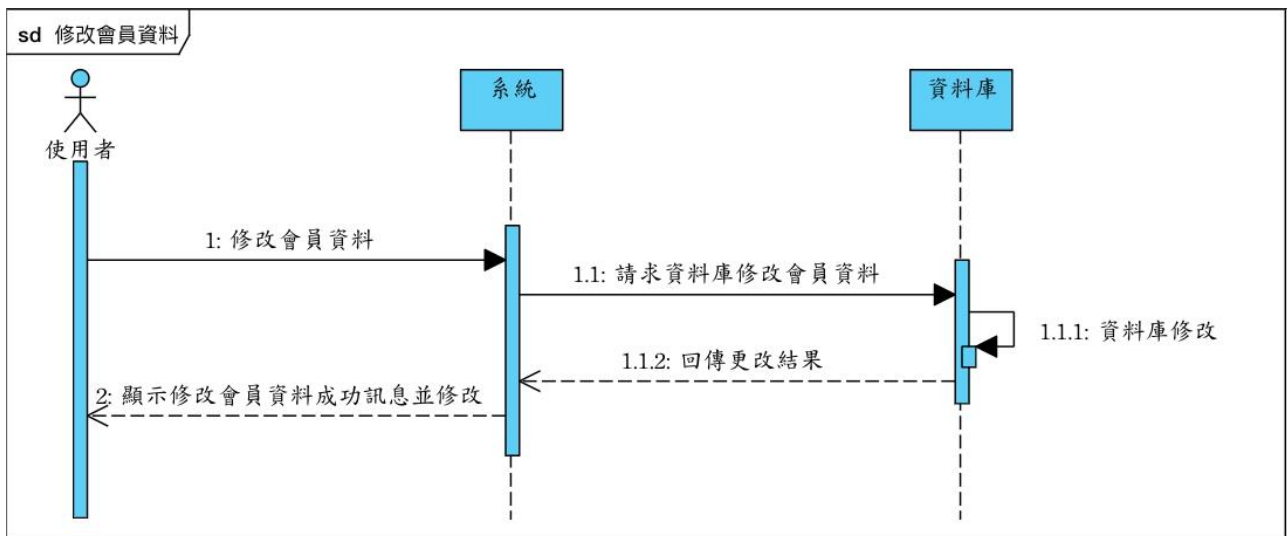 sd 修改會員資料
使用者
系統
資料庫
1: 修改會員資料
1.1: 請求資料庫修改會員資料
1.1.1: 資料庫修改
1.1.2: 回傳更改結果
2: 顯示修改會員資料成功訊息並修改